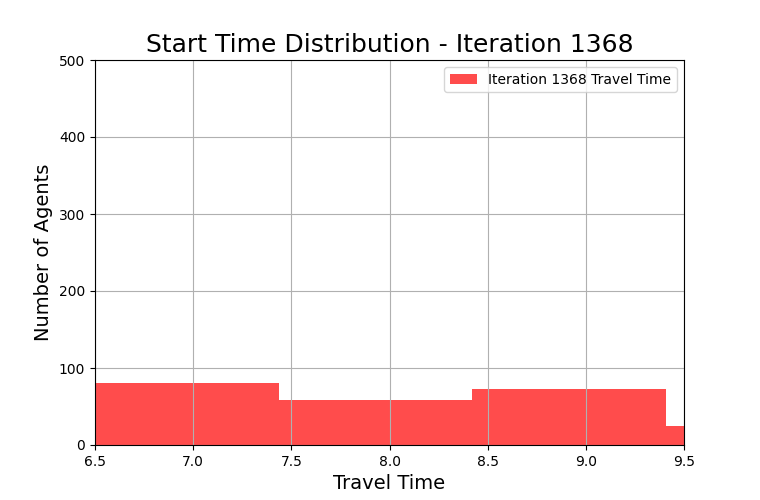 Start Time Distribution - Iteration 1368
Iteration 1368 Travel Time
Number of Agents
500
400
300
200
100
0
6.5 7.0 7.5 8.0 8.5 9.0 9.5
Travel Time